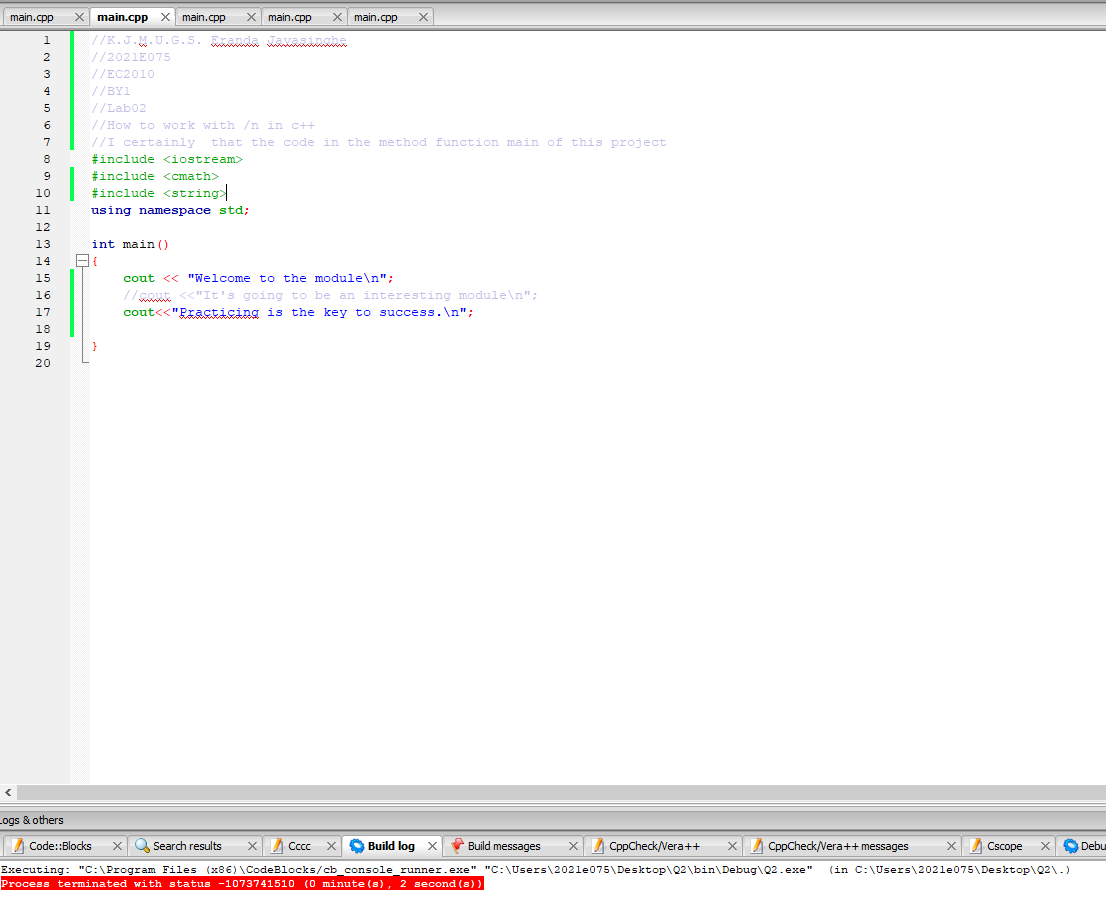 main.cpp main.cpp main.cpp main.cpp main.cpp
1 //K.J.M.U.G.S. Eranda Jayasinghe
2 //2021E075
3 //EC2010
4 //BY1
5 //Lab02
6 //How to work with /n in c++
7 //I certainly  that the code in the method function main of this project
8 #include <iostream>
9 #include <cmath>
10 #include <string>
11 using namespace std;
12
13 int main()
14 {
15     cout << "Welcome to the module\n";
16     //cout <<"It's going to be an interesting module\n";
17     cout<<"Practicing is the key to success.\n";
18
19 }
20
Logs & others
Code::Blocks Search results Cccc Build log Build messages CppCheck/Vera++ CppCheck/Vera++ messages Cscope Debu
Executing: "C:\Program Files (x86)\CodeBlocks/cb_console_runner.exe" "C:\Users\2021e075\Desktop\Q2\bin\Debug\Q2.exe"  (in C:\Users\2021e075\Desktop\Q2\.)
Process terminated with status -1073741510 (0 minute(s), 2 second(s))